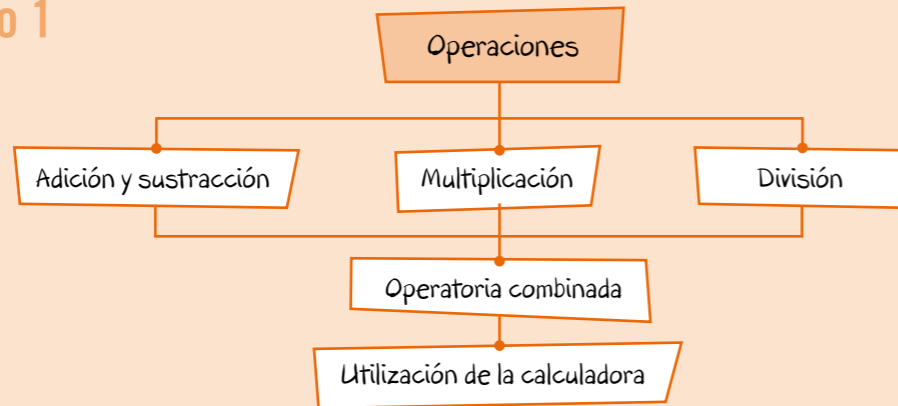 o 1
Operaciones
Adición y sustracción
Multiplicación
División
Operatoria combinada
Utilización de la calculadora